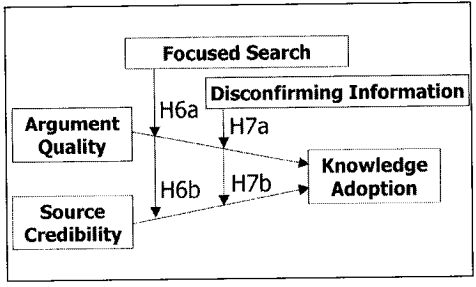 Focused Search
Disconfirming Information
H6a
H7a
Argument
Quality
Knowledge
Adoption
H6b
H7b
Source
Credibility